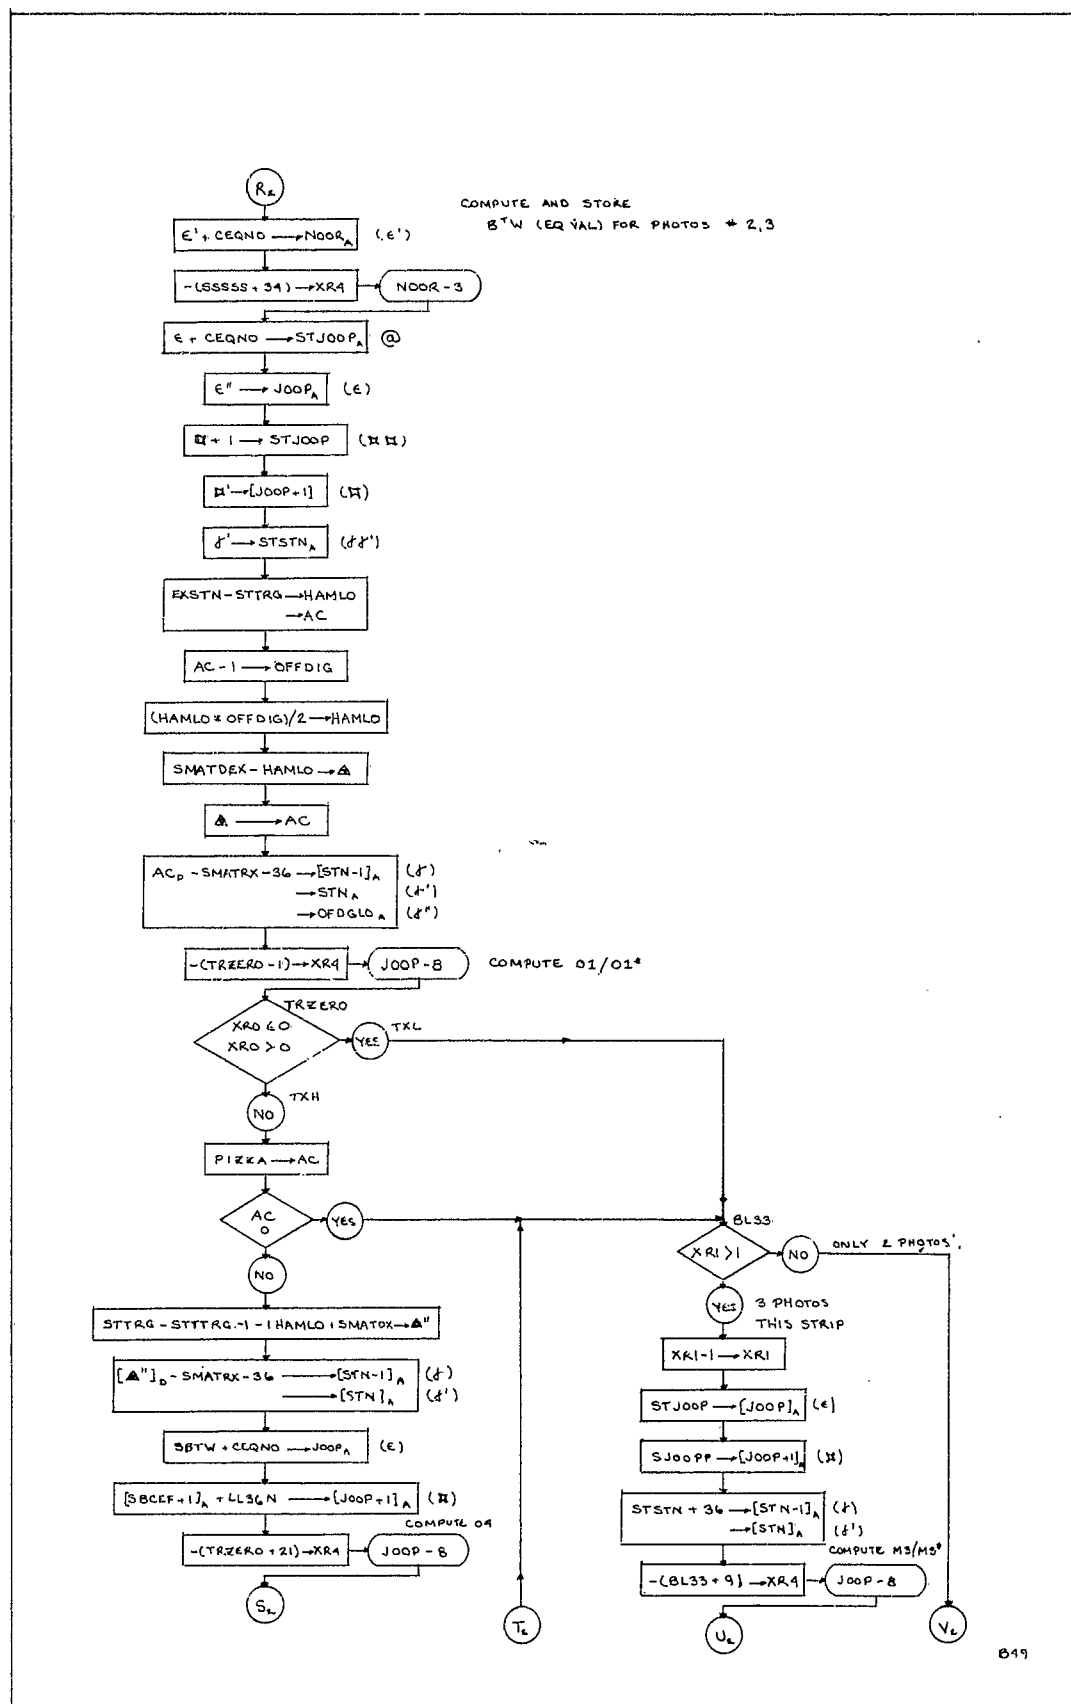 R₂
COMPUTE AND STORE
BᵀW (EQ VAL) FOR PHOTOS # 2,3
ε' + CEQNO → NOOR_A (ε')
-(SSSSS + 34) → XR4 → NOOR-3
ε + CEQNO → STJOOP_A @
ε" → JOOP_A (ε)
¤ + 1 → STJOOP (¤ ¤)
¤' → [JOOP+1] (¤)
γ' → STSTN_A (γγ')
EXSTN-STTRG → HAMLO
→ AC
AC-1 → OFFDIG
(HAMLO * OFFDIG)/2 → HAMLO
SMATDEX - HAMLO → ▲
▲ → AC
AC_D - SMATRX-36 → [STN-1]_A (γ)
→ STN_A (γ')
→ OFDGLO_A (γ")
-(TRZERO-1) → XR4 → JOOP-8 COMPUTE 01/01*
TRZERO
XR0 ≤ 0
XR0 > 0
YES TXL
NO TXH
PIZKA → AC
AC
0
YES
BL33
XR1 > 1
NO ONLY 2 PHOTOS
NO
YES 3 PHOTOS
THIS STRIP
STTRG - STTTRG-1 - 1 HAMLO + SMATDX → ▲"
XR1-1 → XR1
[▲"]_D - SMATRX-36 → [STN-1]_A (γ)
→ [STN]_A (γ')
STJOOP → [JOOP]_A (ε)
SBTW + CEQNO → JOOP_A (ε)
SJOOPP → [JOOP+1]_A (¤)
[SBCEF+1]_A + LL36N → [JOOP+1]_A (¤)
STSTN + 36 → [STN-1]_A (γ)
→ [STN]_A (γ')
COMPUTE 04
-(TRZERO + 21) → XR4 → JOOP-8
COMPUTE M3/M3*
-(BL33 + 9) → XR4 → JOOP-8
S₂
T₂
U₂
V₂
B49